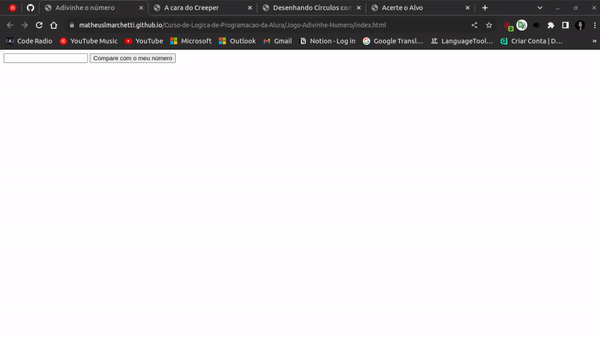 Adivinhe o número
A cara do Creeper
Desenhando Círculos con
Acerte o Alvo
matheuslmarchetti.github.io/Curso-de-Logica-de-Programacao-da-Alura/Jogo-Adivinhe-Numero/index.html
Code Radio YouTube Music YouTube Microsoft Outlook Gmail Notion - Log in Google Transl... LanguageTool... Criar Conta | D... »
Compare com o meu número